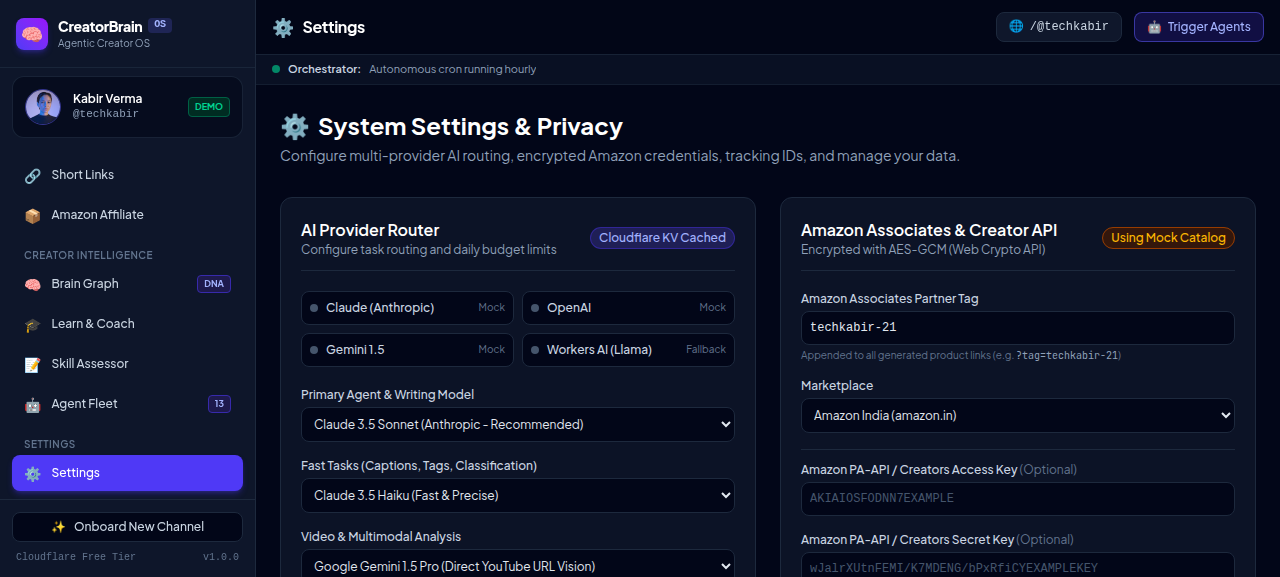 CreatorBrain OS
Agentic Creator OS
Kabir Verma
@techkabir
DEMO
Short Links
Amazon Affiliate
CREATOR INTELLIGENCE
Brain Graph DNA
Learn & Coach
Skill Assessor
Agent Fleet 13
SETTINGS
Settings
Onboard New Channel
Cloudflare Free Tier v1.0.0
Settings
/@techkabir
Trigger Agents
Orchestrator: Autonomous cron running hourly
System Settings & Privacy
Configure multi-provider AI routing, encrypted Amazon credentials, tracking IDs, and manage your data.
AI Provider Router
Configure task routing and daily budget limits
Cloudflare KV Cached
Claude (Anthropic) Mock
OpenAI Mock
Gemini 1.5 Mock
Workers AI (Llama) Fallback
Primary Agent & Writing Model
Claude 3.5 Sonnet (Anthropic - Recommended)
Fast Tasks (Captions, Tags, Classification)
Claude 3.5 Haiku (Fast & Precise)
Video & Multimodal Analysis
Google Gemini 1.5 Pro (Direct YouTube URL Vision)
Amazon Associates & Creator API
Encrypted with AES-GCM (Web Crypto API)
Using Mock Catalog
Amazon Associates Partner Tag
techkabir-21
Appended to all generated product links (e.g. ?tag=techkabir-21)
Marketplace
Amazon India (amazon.in)
Amazon PA-API / Creators Access Key (Optional)
AKIAIOSFODNN7EXAMPLE
Amazon PA-API / Creators Secret Key (Optional)
wJalrXUtnFEMI/K7MDENG/bPxRfiCYEXAMPLEKEY